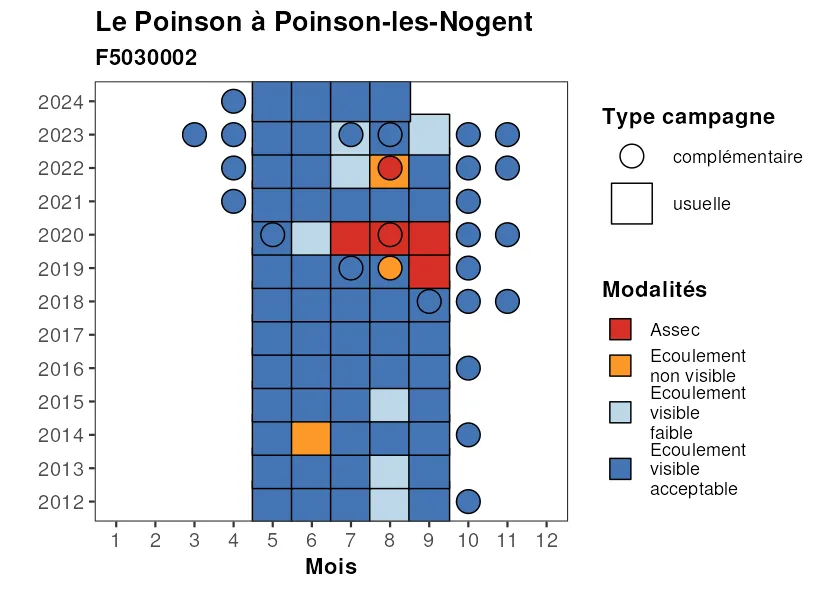 Le Poinson à Poinson-les-Nogent
F5030002
2024
2023
2022
2021
2020
2019
2018
2017
2016
2015
2014
2013
2012
1 2 3 4 5 6 7 8 9 10 11 12
Mois
Type campagne
complémentaire
usuelle
Modalités
Assec
Ecoulement
non visible
Ecoulement
visible
faible
Ecoulement
visible
acceptable